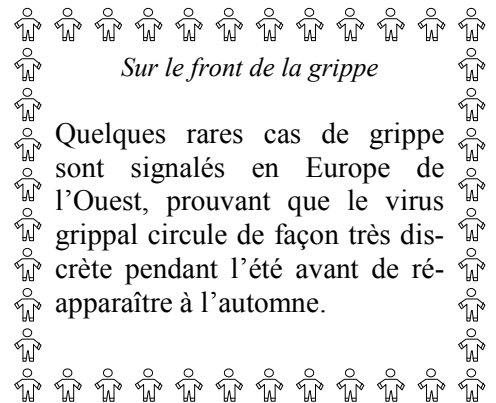 Sur le front de la grippe
Quelques rares cas de grippe
sont signalés en Europe de
l'Ouest, prouvant que le virus
grippal circule de façon très dis-
crète pendant l'été avant de ré-
apparaître à l'automne.